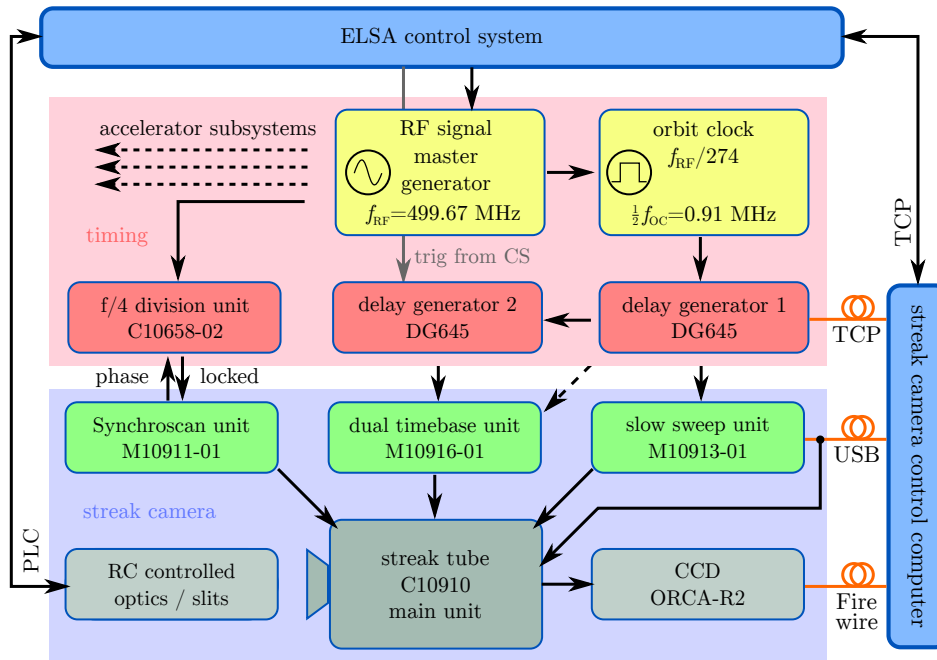 ELSA control system
accelerator subsystems
RF signal
master
generator
f_RF=499.67 MHz
orbit clock
f_RF/274
½f_OC=0.91 MHz
timing
trig from CS
TCP
f/4 division unit
C10658-02
delay generator 2
DG645
delay generator 1
DG645
TCP
phase
locked
Synchroscan unit
M10911-01
dual timebase unit
M10916-01
slow sweep unit
M10913-01
USB
streak camera
streak camera control computer
PLC
RC controlled
optics / slits
streak tube
C10910
main unit
CCD
ORCA-R2
Fire
wire